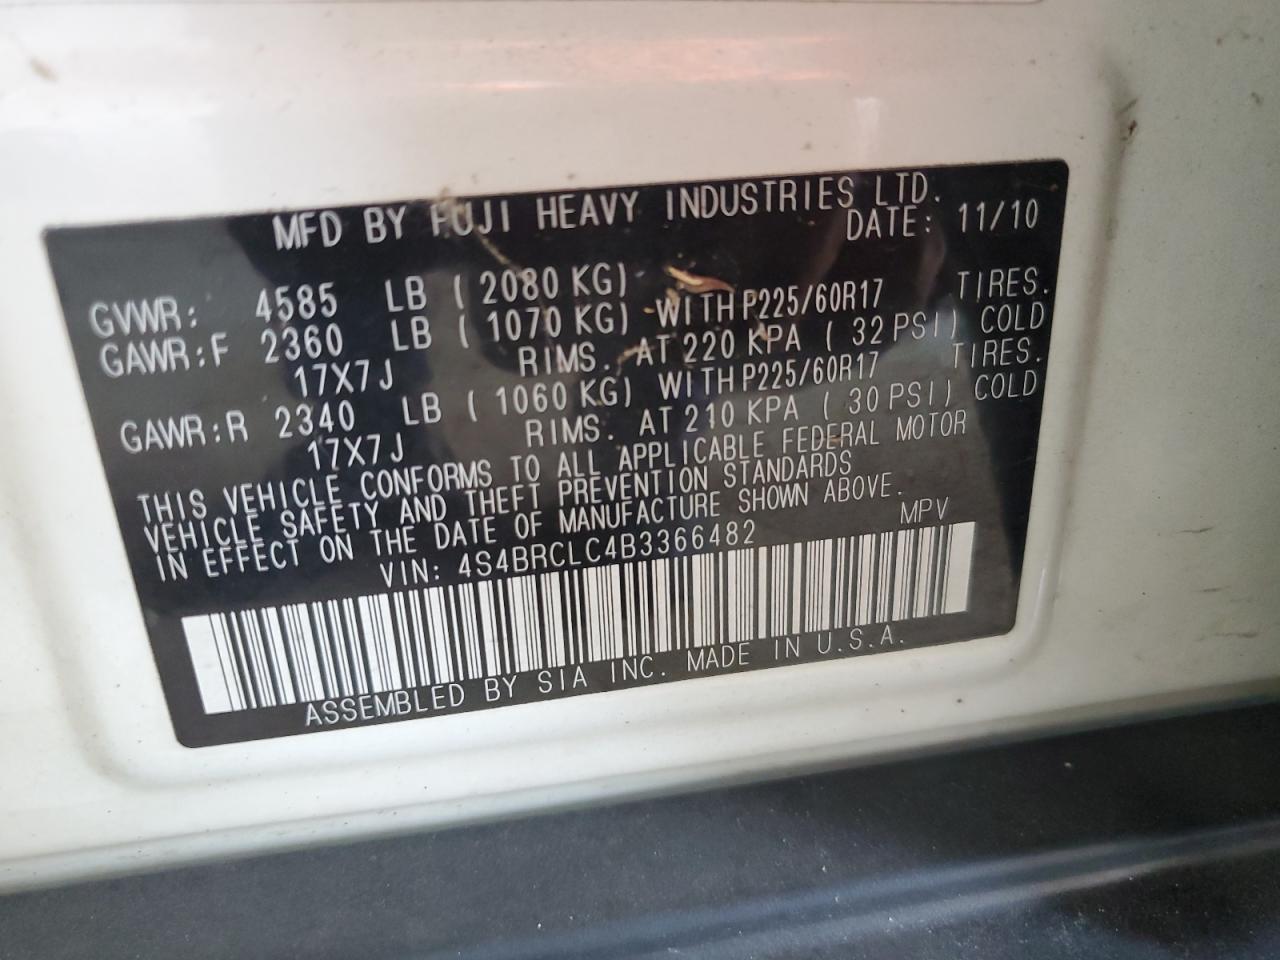 MFD BY FUJI HEAVY INDUSTRIES LTD.
DATE: 11/10
GVWR: 4585 LB ( 2080 KG)
GAWR:F 2360 LB ( 1070 KG) WITH P225/60R17 TIRES.
17X7J RIMS. AT 220 KPA ( 32 PSI) COLD
GAWR:R 2340 LB ( 1060 KG) WITH P225/60R17 TIRES.
17X7J RIMS. AT 210 KPA ( 30 PSI) COLD
THIS VEHICLE CONFORMS TO ALL APPLICABLE FEDERAL MOTOR
VEHICLE SAFETY AND THEFT PREVENTION STANDARDS
IN EFFECT ON THE DATE OF MANUFACTURE SHOWN ABOVE.
VIN: 4S4BRCLC4B3366482 MPV
ASSEMBLED BY SIA INC. MADE IN U.S.A.